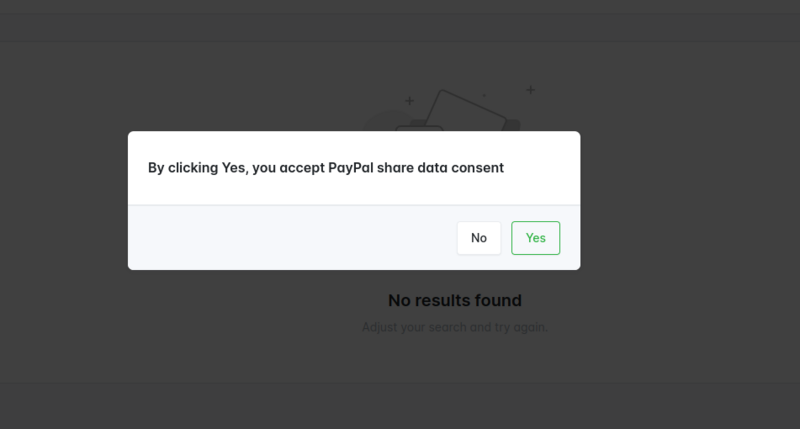 By clicking Yes, you accept PayPal share data consent
No
Yes
No results found
Adjust your search and try again.